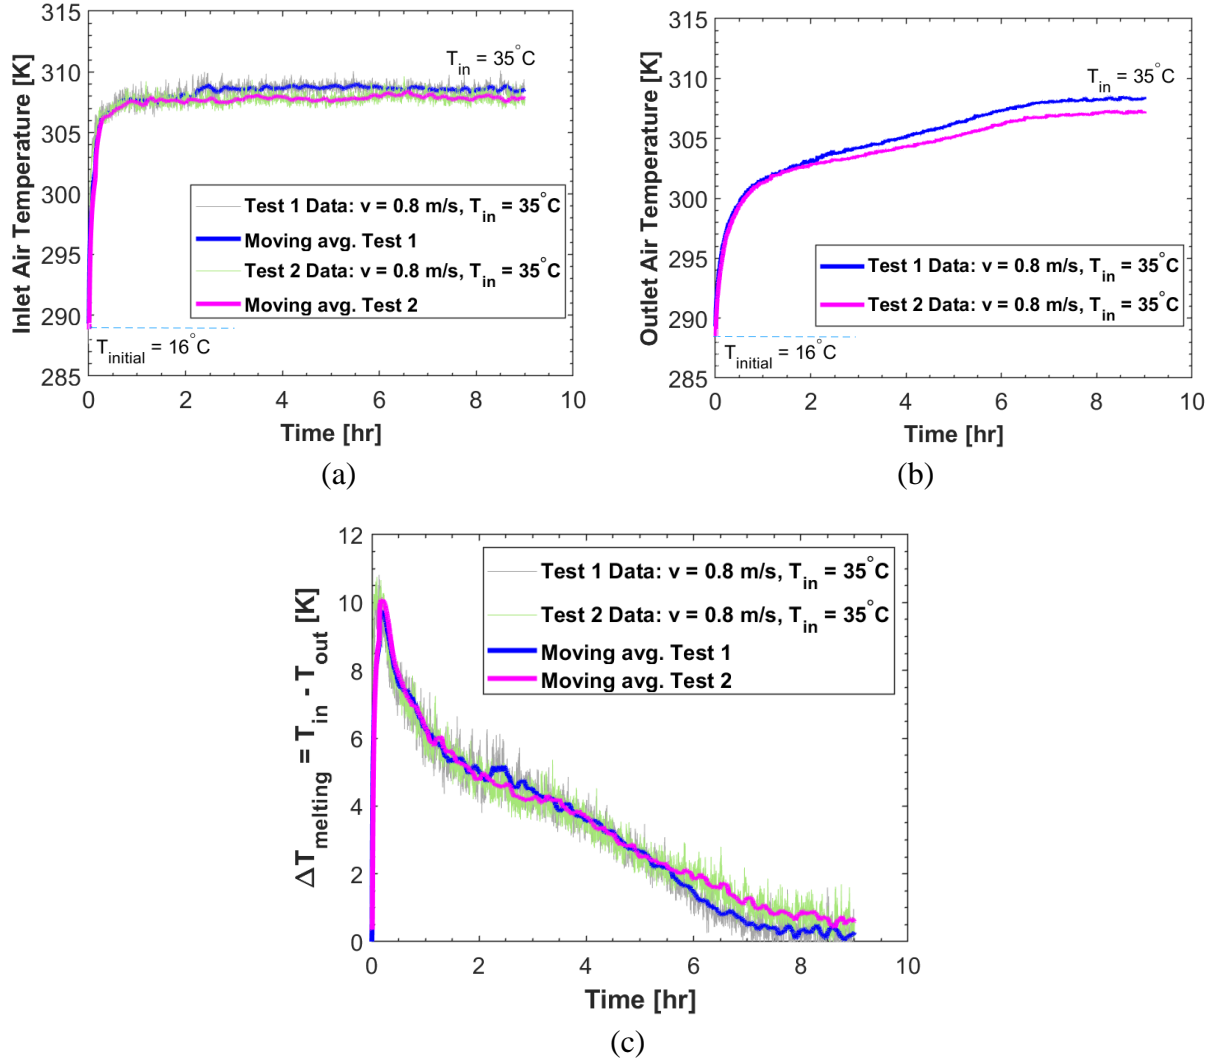 315
310
305
300
295
290
285
Inlet Air Temperature [K]
T_in = 35°C
Test 1 Data: v = 0.8 m/s, T_in = 35°C
Moving avg. Test 1
Test 2 Data: v = 0.8 m/s, T_in = 35°C
Moving avg. Test 2
T_initial = 16°C
0 2 4 6 8 10
Time [hr]
(a)
315
310
305
300
295
290
285
Outlet Air Temperature [K]
T_in = 35°C
Test 1 Data: v = 0.8 m/s, T_in = 35°C
Test 2 Data: v = 0.8 m/s, T_in = 35°C
T_initial = 16°C
0 2 4 6 8 10
Time [hr]
(b)
12
10
8
6
4
2
0
ΔT_melting = T_in - T_out [K]
Test 1 Data: v = 0.8 m/s, T_in = 35°C
Test 2 Data: v = 0.8 m/s, T_in = 35°C
Moving avg. Test 1
Moving avg. Test 2
0 2 4 6 8 10
Time [hr]
(c)